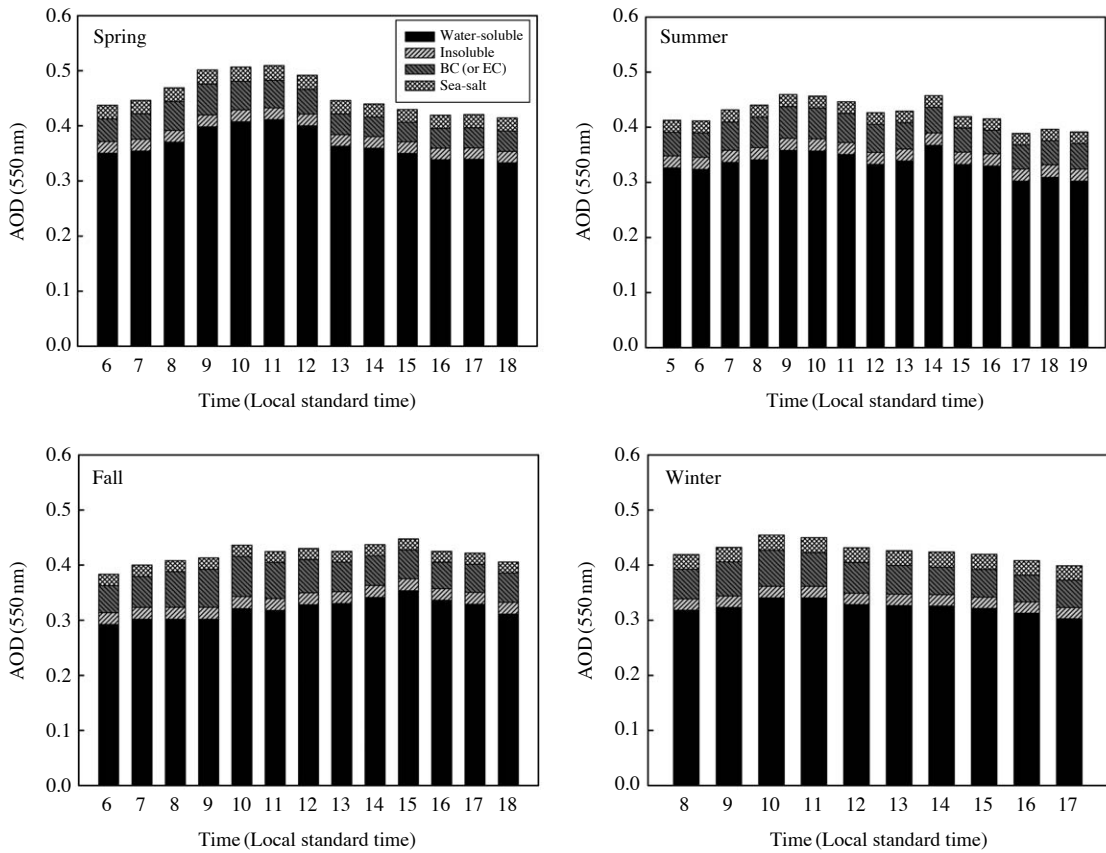 Spring
Water-soluble
Insoluble
BC (or EC)
Sea-salt
AOD (550 nm)
0.6
0.5
0.4
0.3
0.2
0.1
0.0
6 7 8 9 10 11 12 13 14 15 16 17 18
Time (Local standard time)
Summer
AOD (550 nm)
0.6
0.5
0.4
0.3
0.2
0.1
0.0
5 6 7 8 9 10 11 12 13 14 15 16 17 18 19
Time (Local standard time)
Fall
AOD (550 nm)
0.6
0.5
0.4
0.3
0.2
0.1
0.0
6 7 8 9 10 11 12 13 14 15 16 17 18
Time (Local standard time)
Winter
AOD (550 nm)
0.6
0.5
0.4
0.3
0.2
0.1
0.0
8 9 10 11 12 13 14 15 16 17
Time (Local standard time)